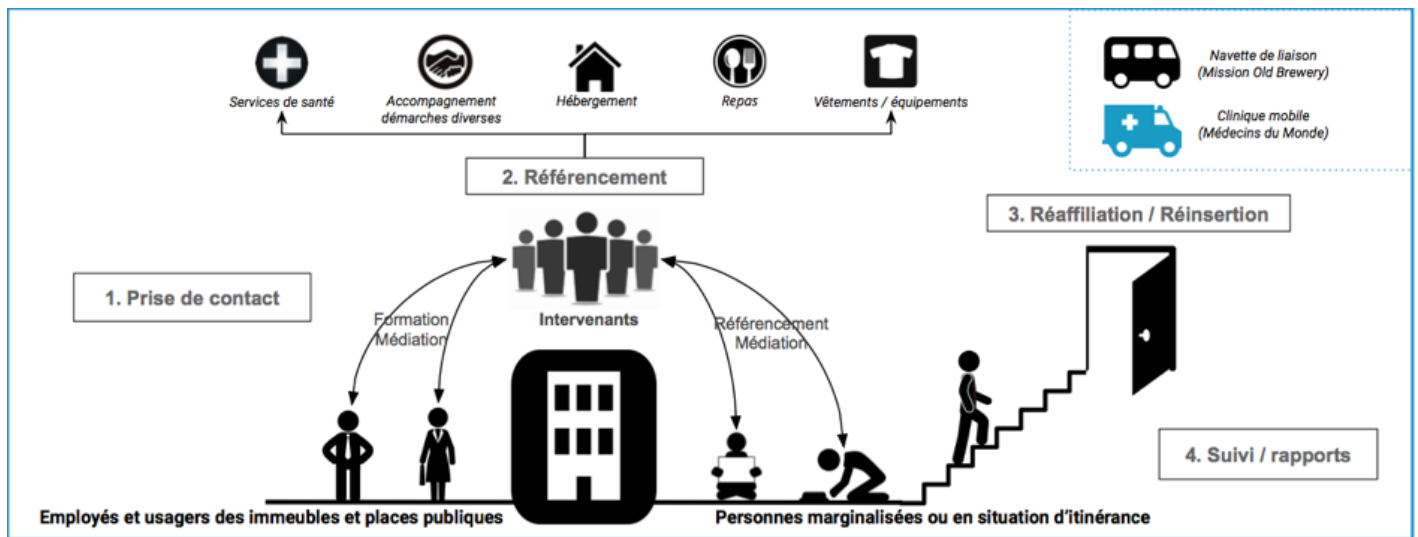 Services de santé
Accompagnement
démarches diverses
Hébergement
Repas
Vêtements / équipements
Navette de liaison
(Mission Old Brewery)
Clinique mobile
(Médecins du Monde)
2. Référencement
3. Réaffiliation / Réinsertion
1. Prise de contact
Intervenants
Formation
Médiation
Référencement
Médiation
4. Suivi / rapports
Employés et usagers des immeubles et places publiques
Personnes marginalisées ou en situation d'itinérance